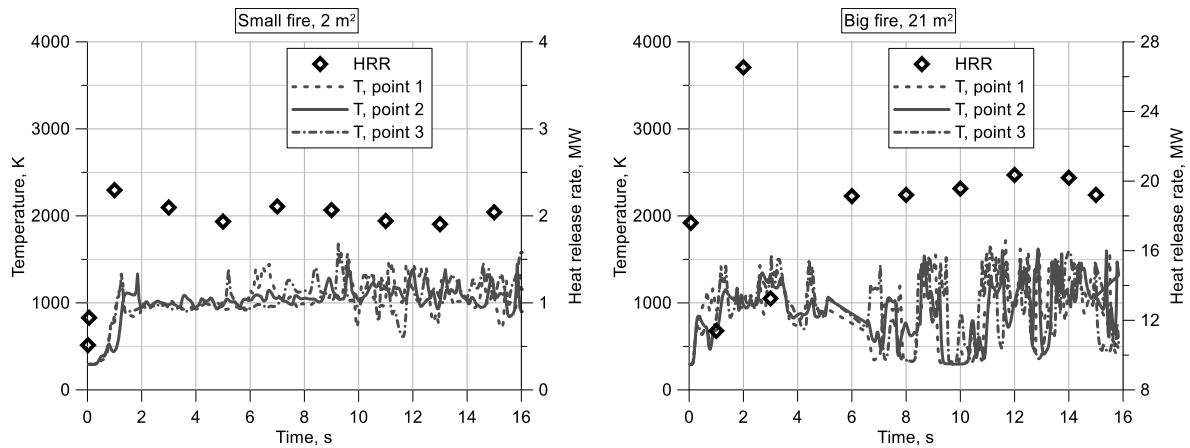 Small fire, 2 m²
4000
3000
2000
1000
0
Temperature, K
HRR
T, point 1
T, point 2
T, point 3
4
3
2
1
0
Heat release rate, MW
0 2 4 6 8 10 12 14 16
Time, s
Big fire, 21 m²
4000
3000
2000
1000
0
Temperature, K
HRR
T, point 1
T, point 2
T, point 3
28
24
20
16
12
8
Heat release rate, MW
0 2 4 6 8 10 12 14 16
Time, s